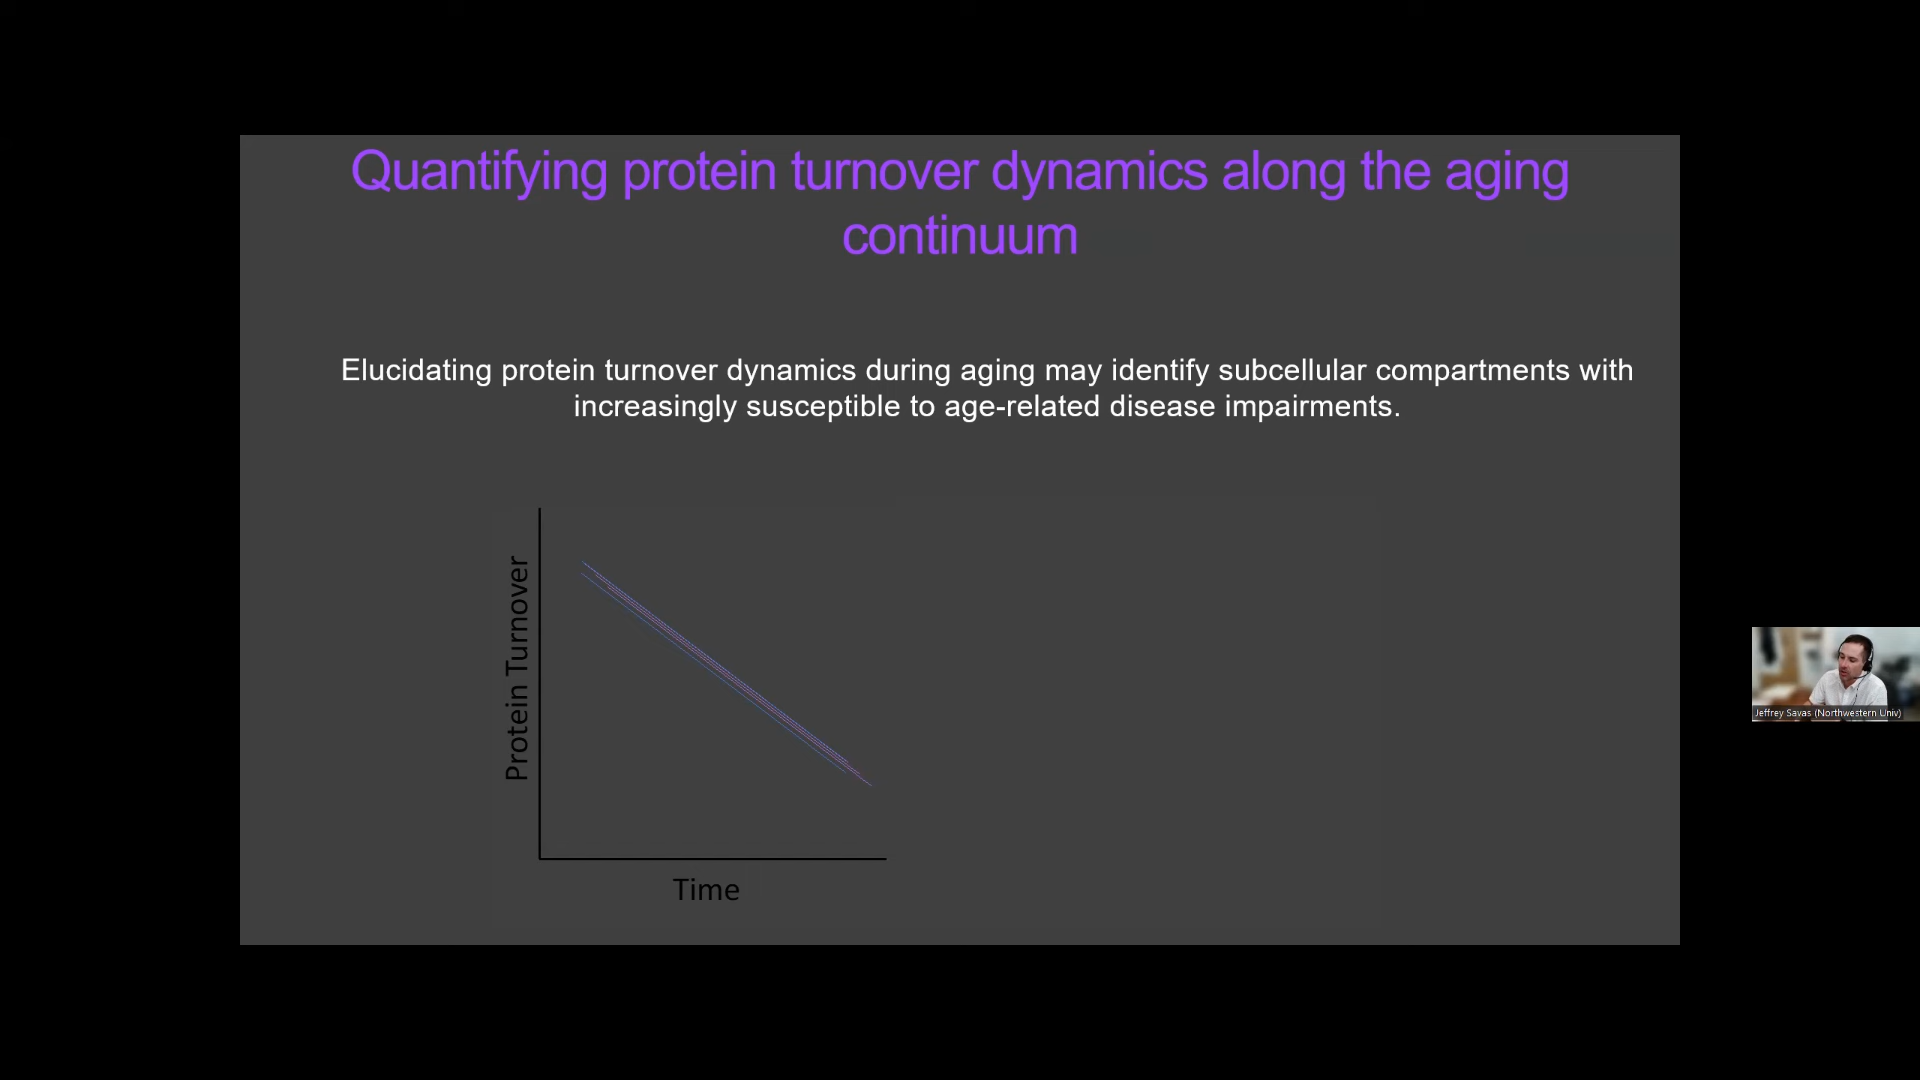 Quantifying protein turnover dynamics along the aging
continuum
Elucidating protein turnover dynamics during aging may identify subcellular compartments with
increasingly susceptible to age-related disease impairments.
Protein Turnover
Time
Jeffrey Savas (Northwestern Univ)